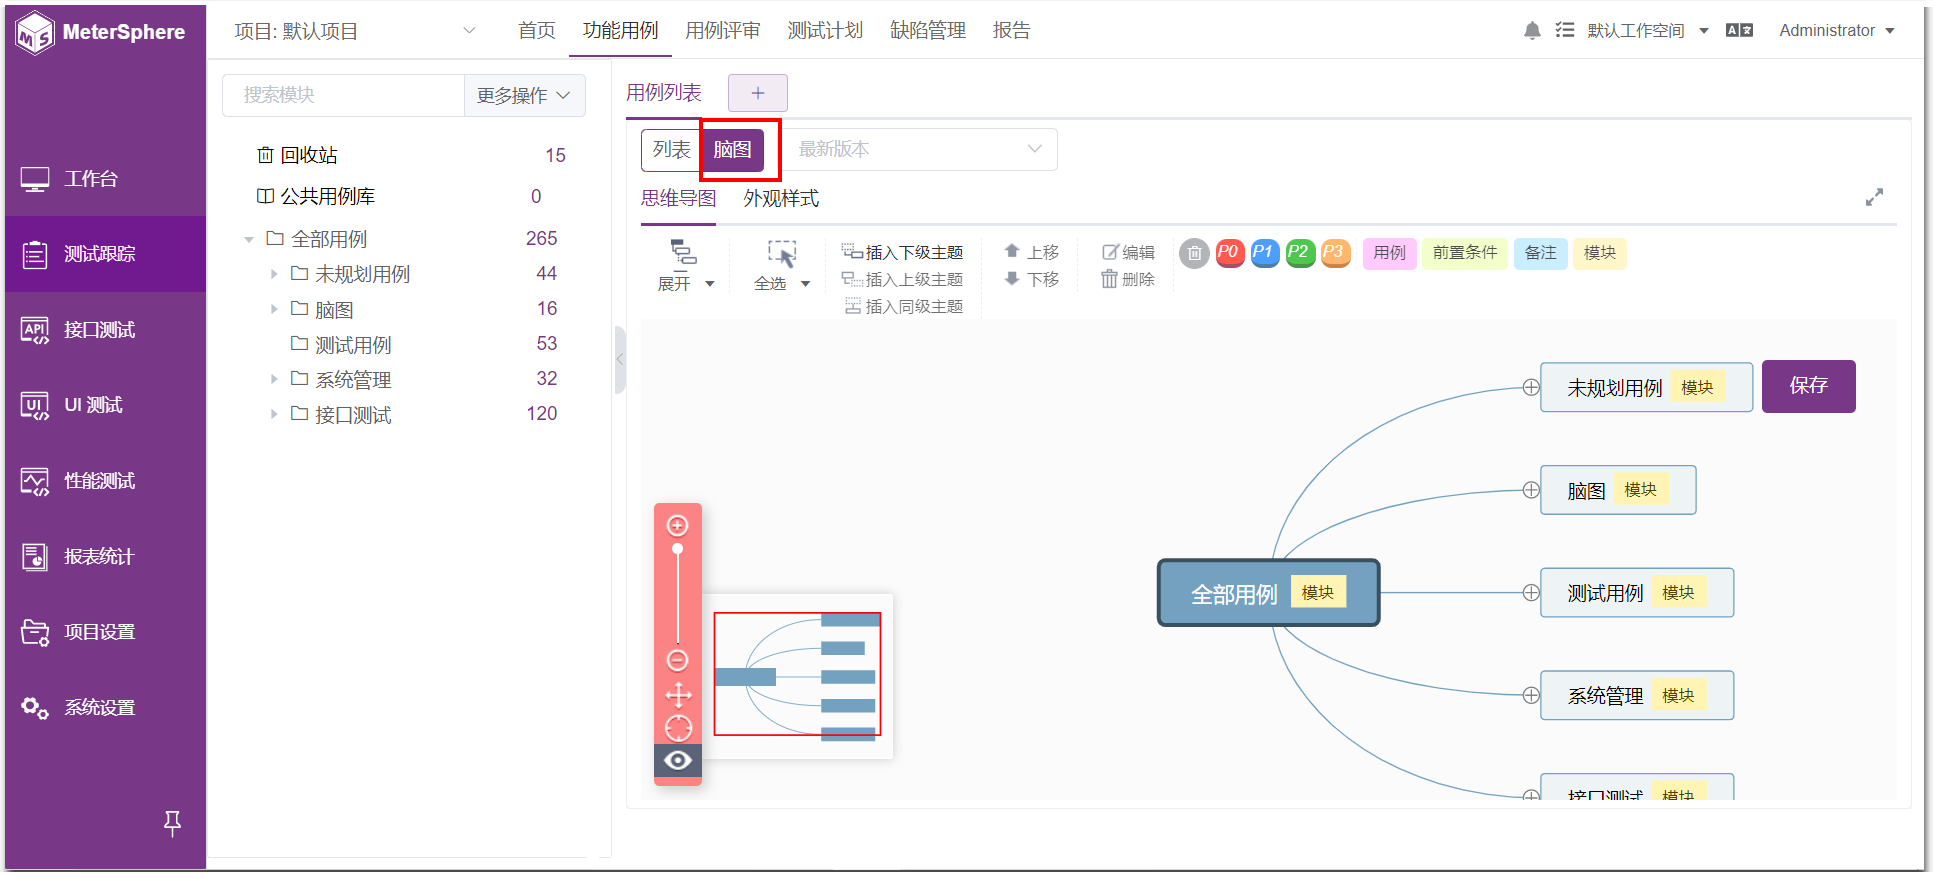 MeterSphere
项目: 默认项目
首页
功能用例
用例评审
测试计划
缺陷管理
报告
默认工作空间
Administrator
工作台
测试跟踪
接口测试
UI 测试
性能测试
报表统计
项目设置
系统设置
搜索模块
更多操作
回收站 15
公共用例库 0
全部用例 265
未规划用例 44
脑图 16
测试用例 53
系统管理 32
接口测试 120
用例列表
+
列表
脑图
最新版本
思维导图
外观样式
展开
全选
插入下级主题
插入上级主题
插入同级主题
上移
下移
编辑
删除
P0
P1
P2
P3
用例
前置条件
备注
模块
未规划用例 模块
保存
脑图 模块
全部用例 模块
测试用例 模块
系统管理 模块
接口测试 模块